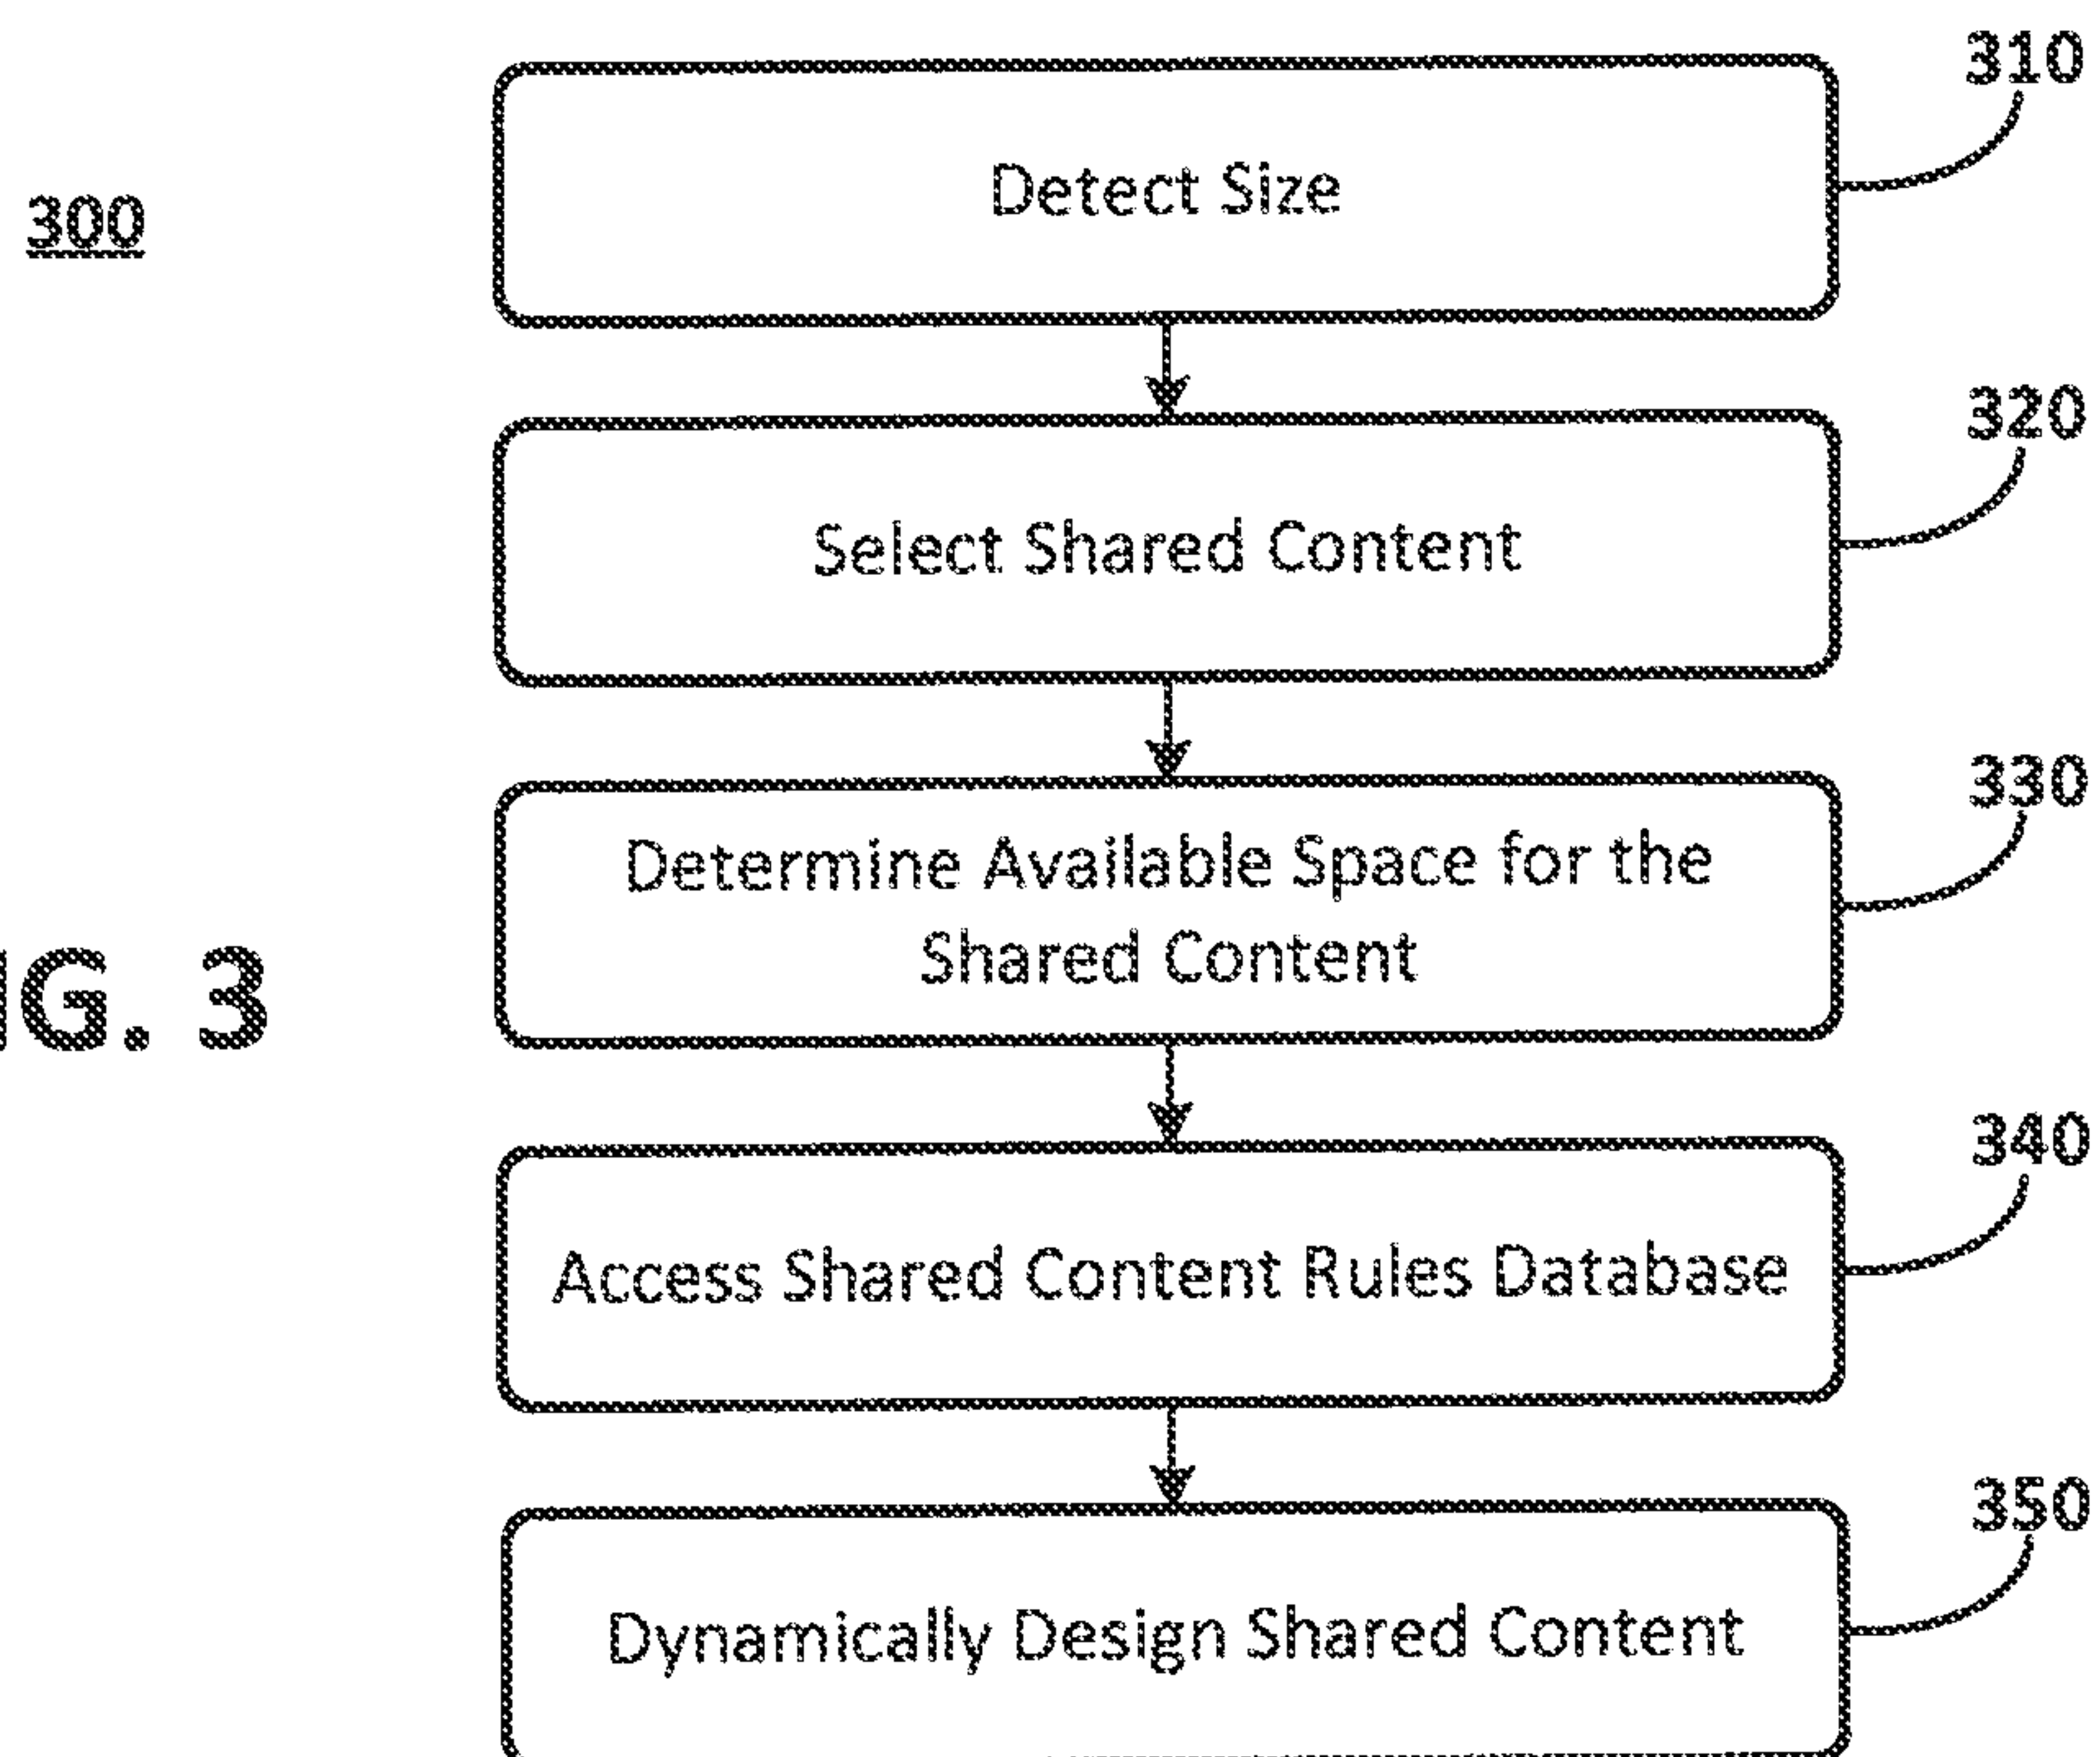 310
Detect Size
300
320
Select Shared Content
330
Determine Available Space for the
Shared Content
G. 3
340
Access Shared Content Rules Database
350
Dynamically Design Shared Content